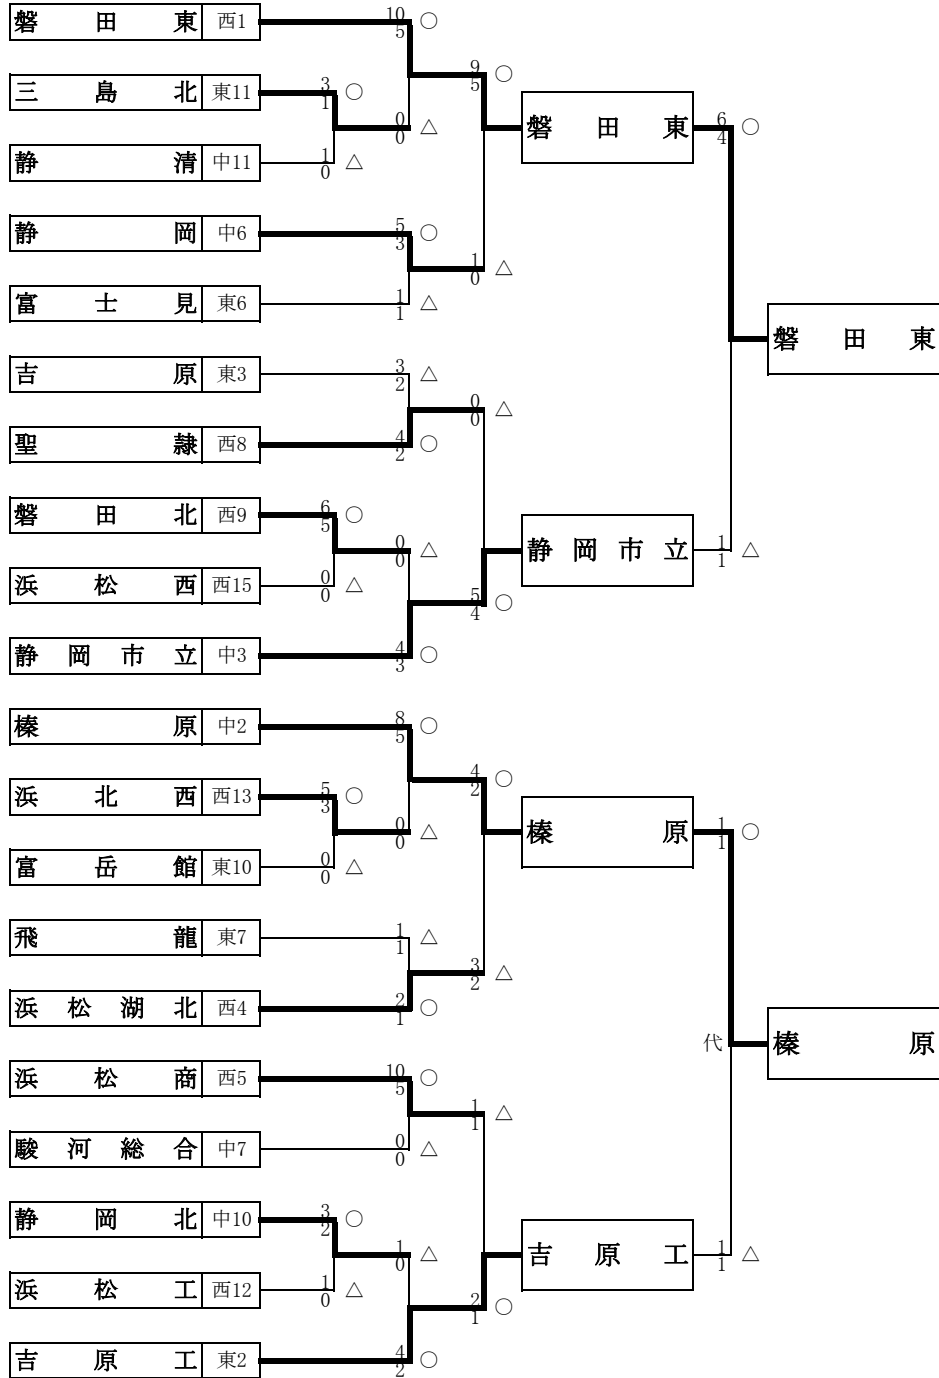 磐田東 西1 10 5 ○
9 5 ○
三島北 東11 3 1 ○
磐田東 6 4 ○
0 0 △
静清 中11 1 0 △
静岡 中6 5 3 ○
1 0 △
富士見 東6 1 1 △
磐田東
吉原 東3 3 2 △
0 0 △
聖隷 西8 4 2 ○
磐田北 西9 6 5 ○
0 0 △
静岡市立 1 1 △
浜松西 西15 0 0 △
5 4 ○
静岡市立 中3 4 3 ○
榛原 中2 8 5 ○
4 2 ○
浜北西 西13 5 3 ○
0 0 △
榛原 1 1 ○
富岳館 東10 0 0 △
飛龍 東7 1 1 △
3 2 △
浜松湖北 西4 2 1 ○
代 榛原
浜松商 西5 10 5 ○
1 1 △
駿河総合 中7 0 0 △
静岡北 中10 3 2 ○
1 0 △
吉原工 1 1 △
浜松工 西12 1 0 △
2 1 ○
吉原工 東2 4 2 ○